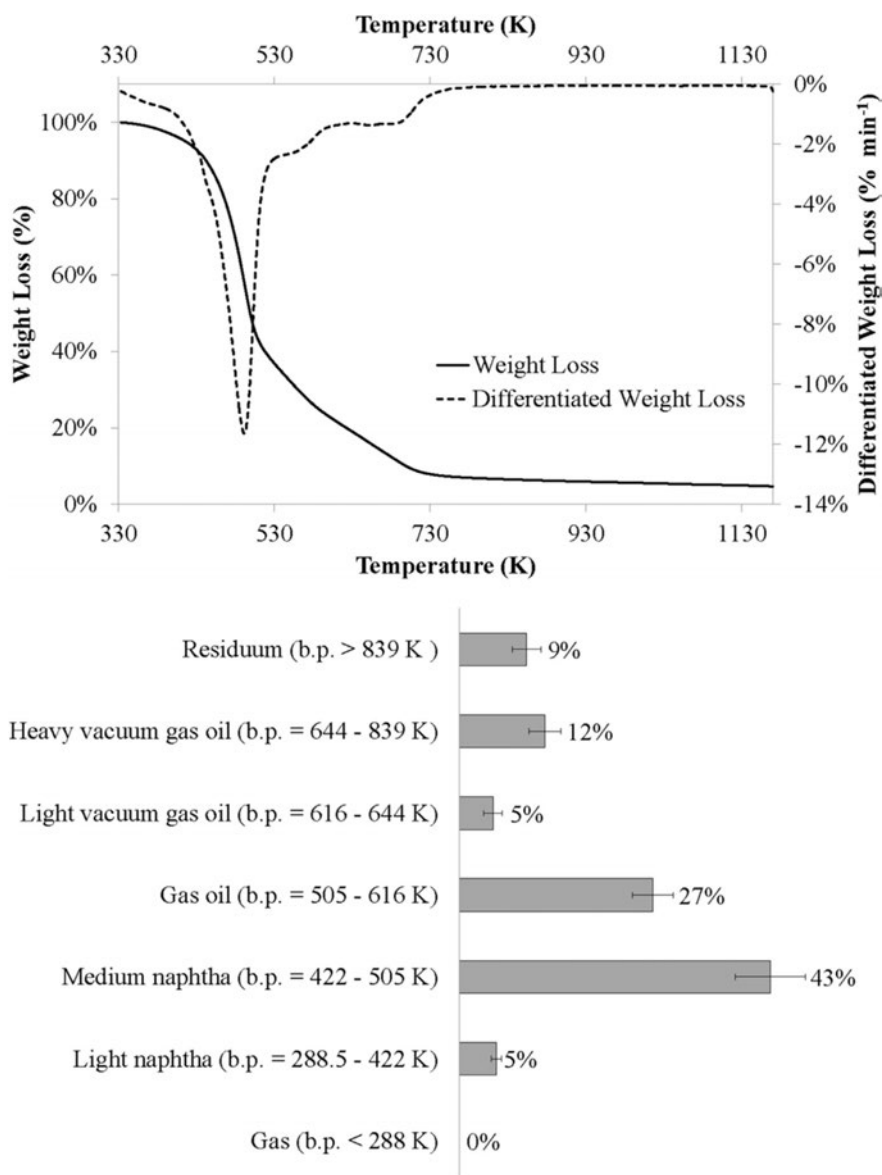 Temperature (K)
330 530 730 930 1130
100%
80%
60%
40%
20%
0%
Weight Loss (%)
0%
-2%
-4%
-6%
-8%
-10%
-12%
-14%
Differentiated Weight Loss (% min⁻¹)
Weight Loss
Differentiated Weight Loss
330 530 730 930 1130
Temperature (K)
Residuum (b.p. > 839 K ) 9%
Heavy vacuum gas oil (b.p. = 644 - 839 K) 12%
Light vacuum gas oil (b.p. = 616 - 644 K) 5%
Gas oil (b.p. = 505 - 616 K) 27%
Medium naphtha (b.p. = 422 - 505 K) 43%
Light naphtha (b.p. = 288.5 - 422 K) 5%
Gas (b.p. < 288 K) 0%